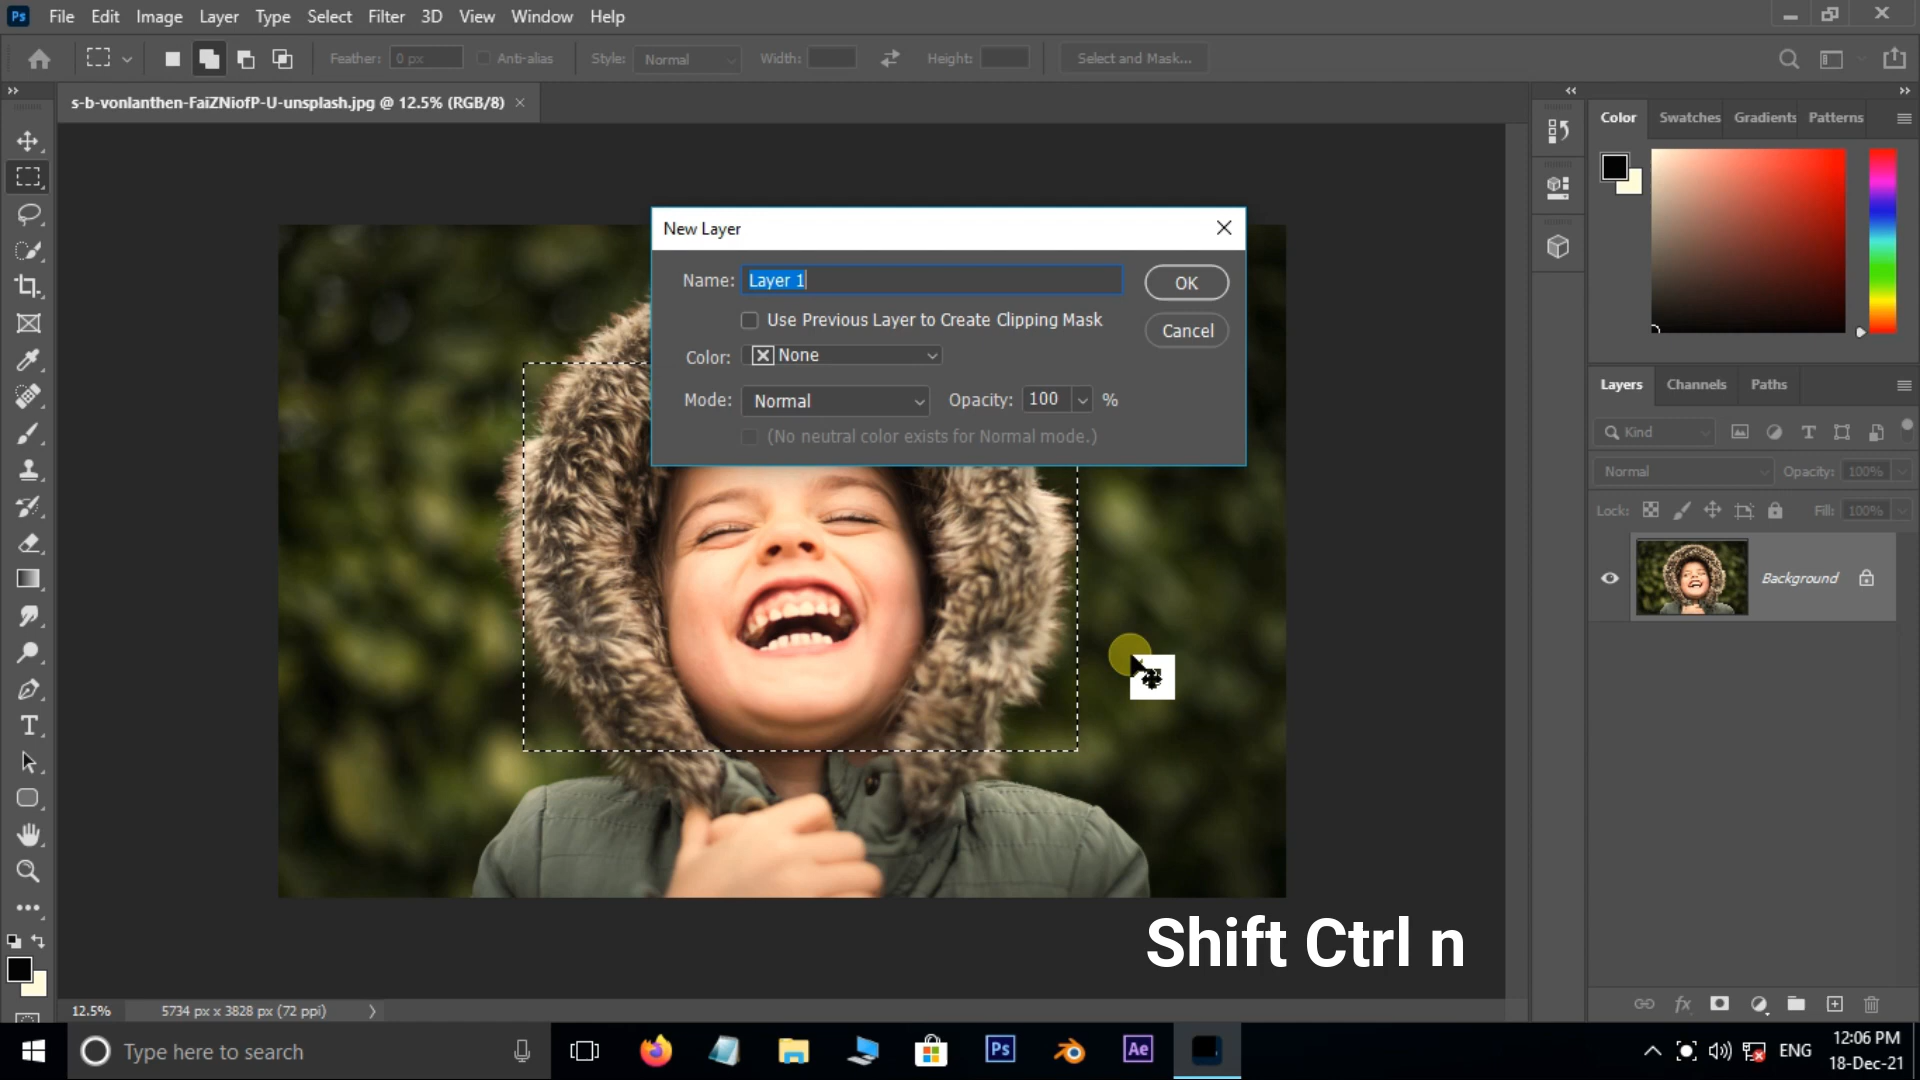 Ps File Edit Image Layer Type Select Filter 3D View Window Help
Feather: 0 px Anti-alias Style: Normal Width: Height: Select and Mask...
s-b-vonlanthen-FaiZNiofP-U-unsplash.jpg @ 12.5% (RGB/8)
Color Swatches Gradients Patterns
New Layer
Name: Layer 1 OK
Use Previous Layer to Create Clipping Mask
Cancel
Color: None
Mode: Normal Opacity: 100 %
(No neutral color exists for Normal mode.)
Layers Channels Paths
Kind
Normal Opacity: 100%
Lock: Fill: 100%
Background
Shift Ctrl n
12.5% 5734 px x 3828 px (72 ppi)
Type here to search Ps Ae ENG
12:06 PM
18-Dec-21